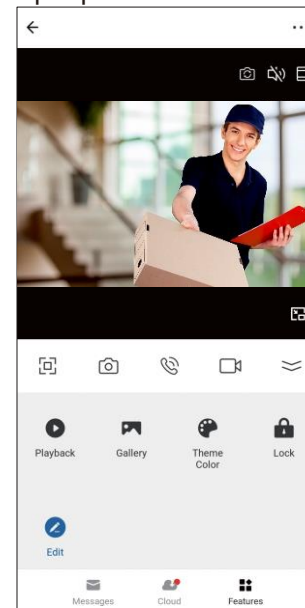 Playback
Gallery
Theme
Color
Lock
Edit
Messages
Cloud
Features